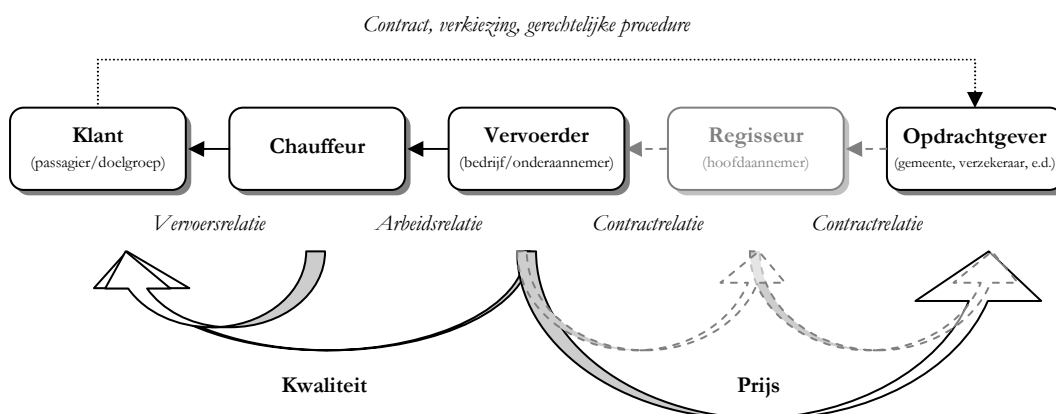 Contract, verkiezing, gerechtelijke procedure
Klant
(passagier/doelgroep)
Chauffeur
Vervoerder
(bedrijf/onderaannemer)
Regisseur
(hoofdaannemer)
Opdrachtgever
(gemeente, verzekeraar, e.d.)
Vervoersrelatie
Arbeidsrelatie
Contractrelatie
Contractrelatie
Kwaliteit
Prijs